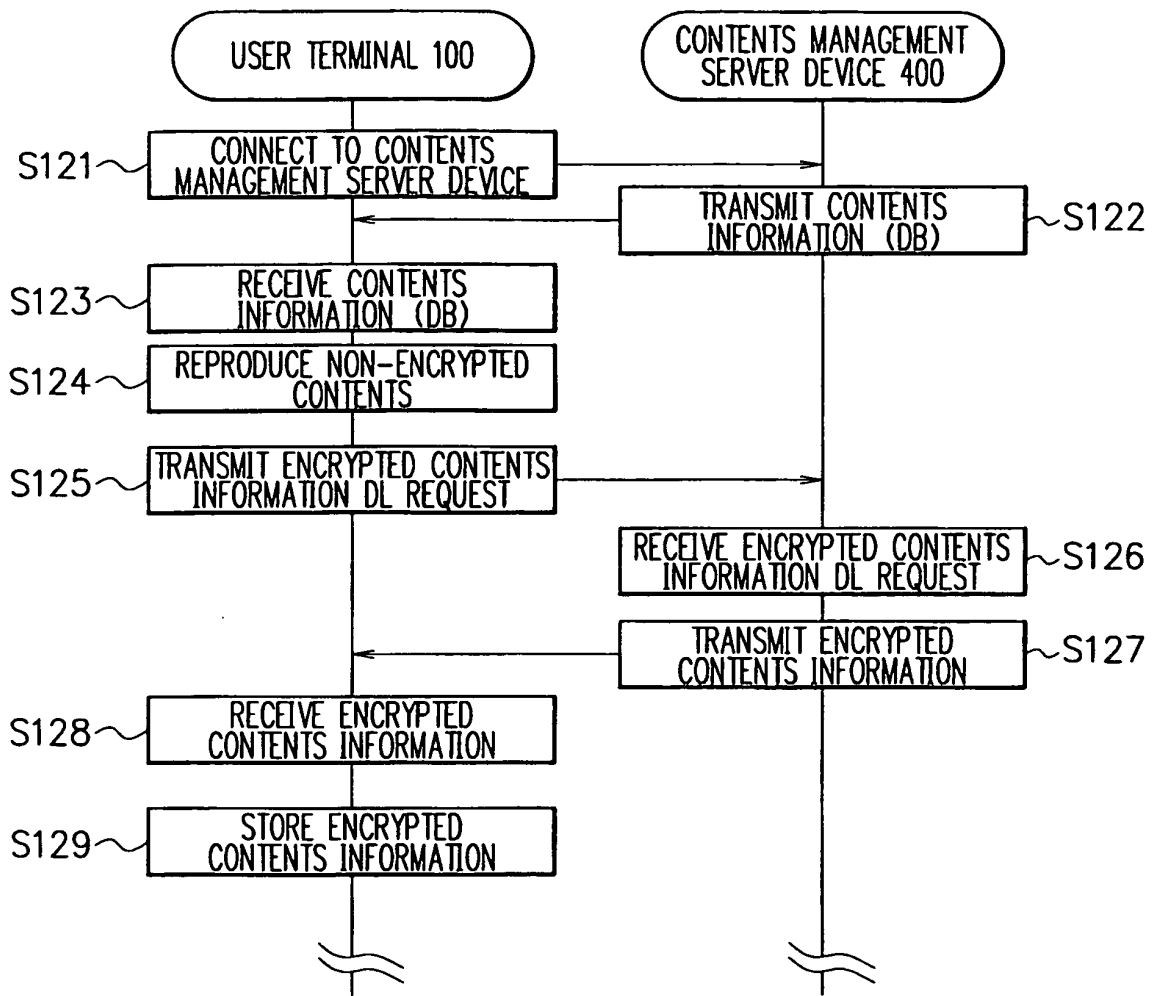 USER TERMINAL 100
CONTENTS MANAGEMENT
SERVER DEVICE 400
S121
CONNECT TO CONTENTS
MANAGEMENT SERVER DEVICE
TRANSMIT CONTENTS
INFORMATION (DB)
S122
S123
RECEIVE CONTENTS
INFORMATION (DB)
S124
REPRODUCE NON-ENCRYPTED
CONTENTS
S125
TRANSMIT ENCRYPTED CONTENTS
INFORMATION DL REQUEST
RECEIVE ENCRYPTED CONTENTS
INFORMATION DL REQUEST
S126
TRANSMIT ENCRYPTED
CONTENTS INFORMATION
S127
S128
RECEIVE ENCRYPTED
CONTENTS INFORMATION
S129
STORE ENCRYPTED
CONTENTS INFORMATION